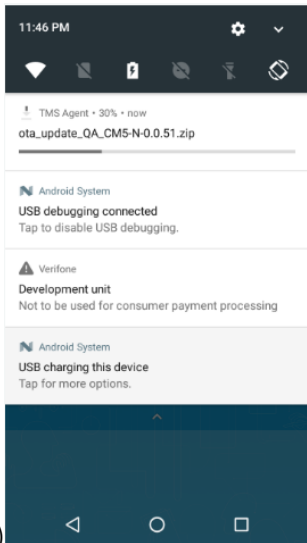 11:46 PM
TMS Agent • 30% • now
ota_update_QA_CM5-N-0.0.51.zip
Android System
USB debugging connected
Tap to disable USB debugging.
Verifone
Development unit
Not to be used for consumer payment processing
Android System
USB charging this device
Tap for more options.
)